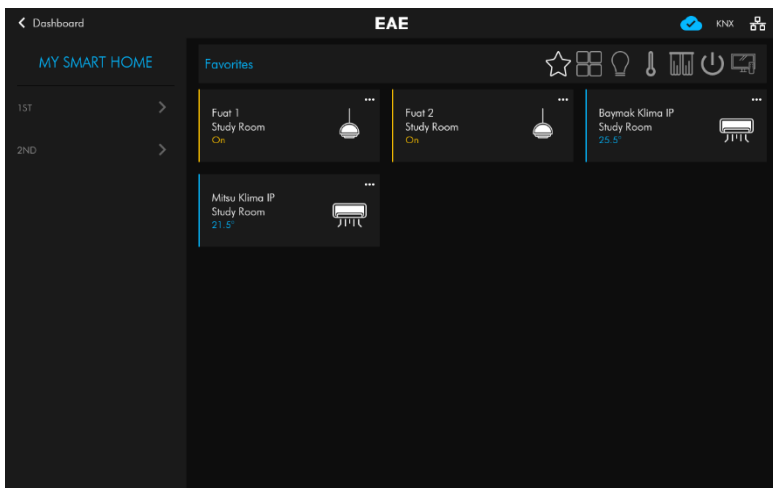 Dashboard
EAE
KNX
MY SMART HOME
Favorites
1ST
2ND
Fuat 1
Study Room
On
Fuat 2
Study Room
On
Baymak Klima IP
Study Room
25.5°
Mitsu Klima IP
Study Room
21.5°